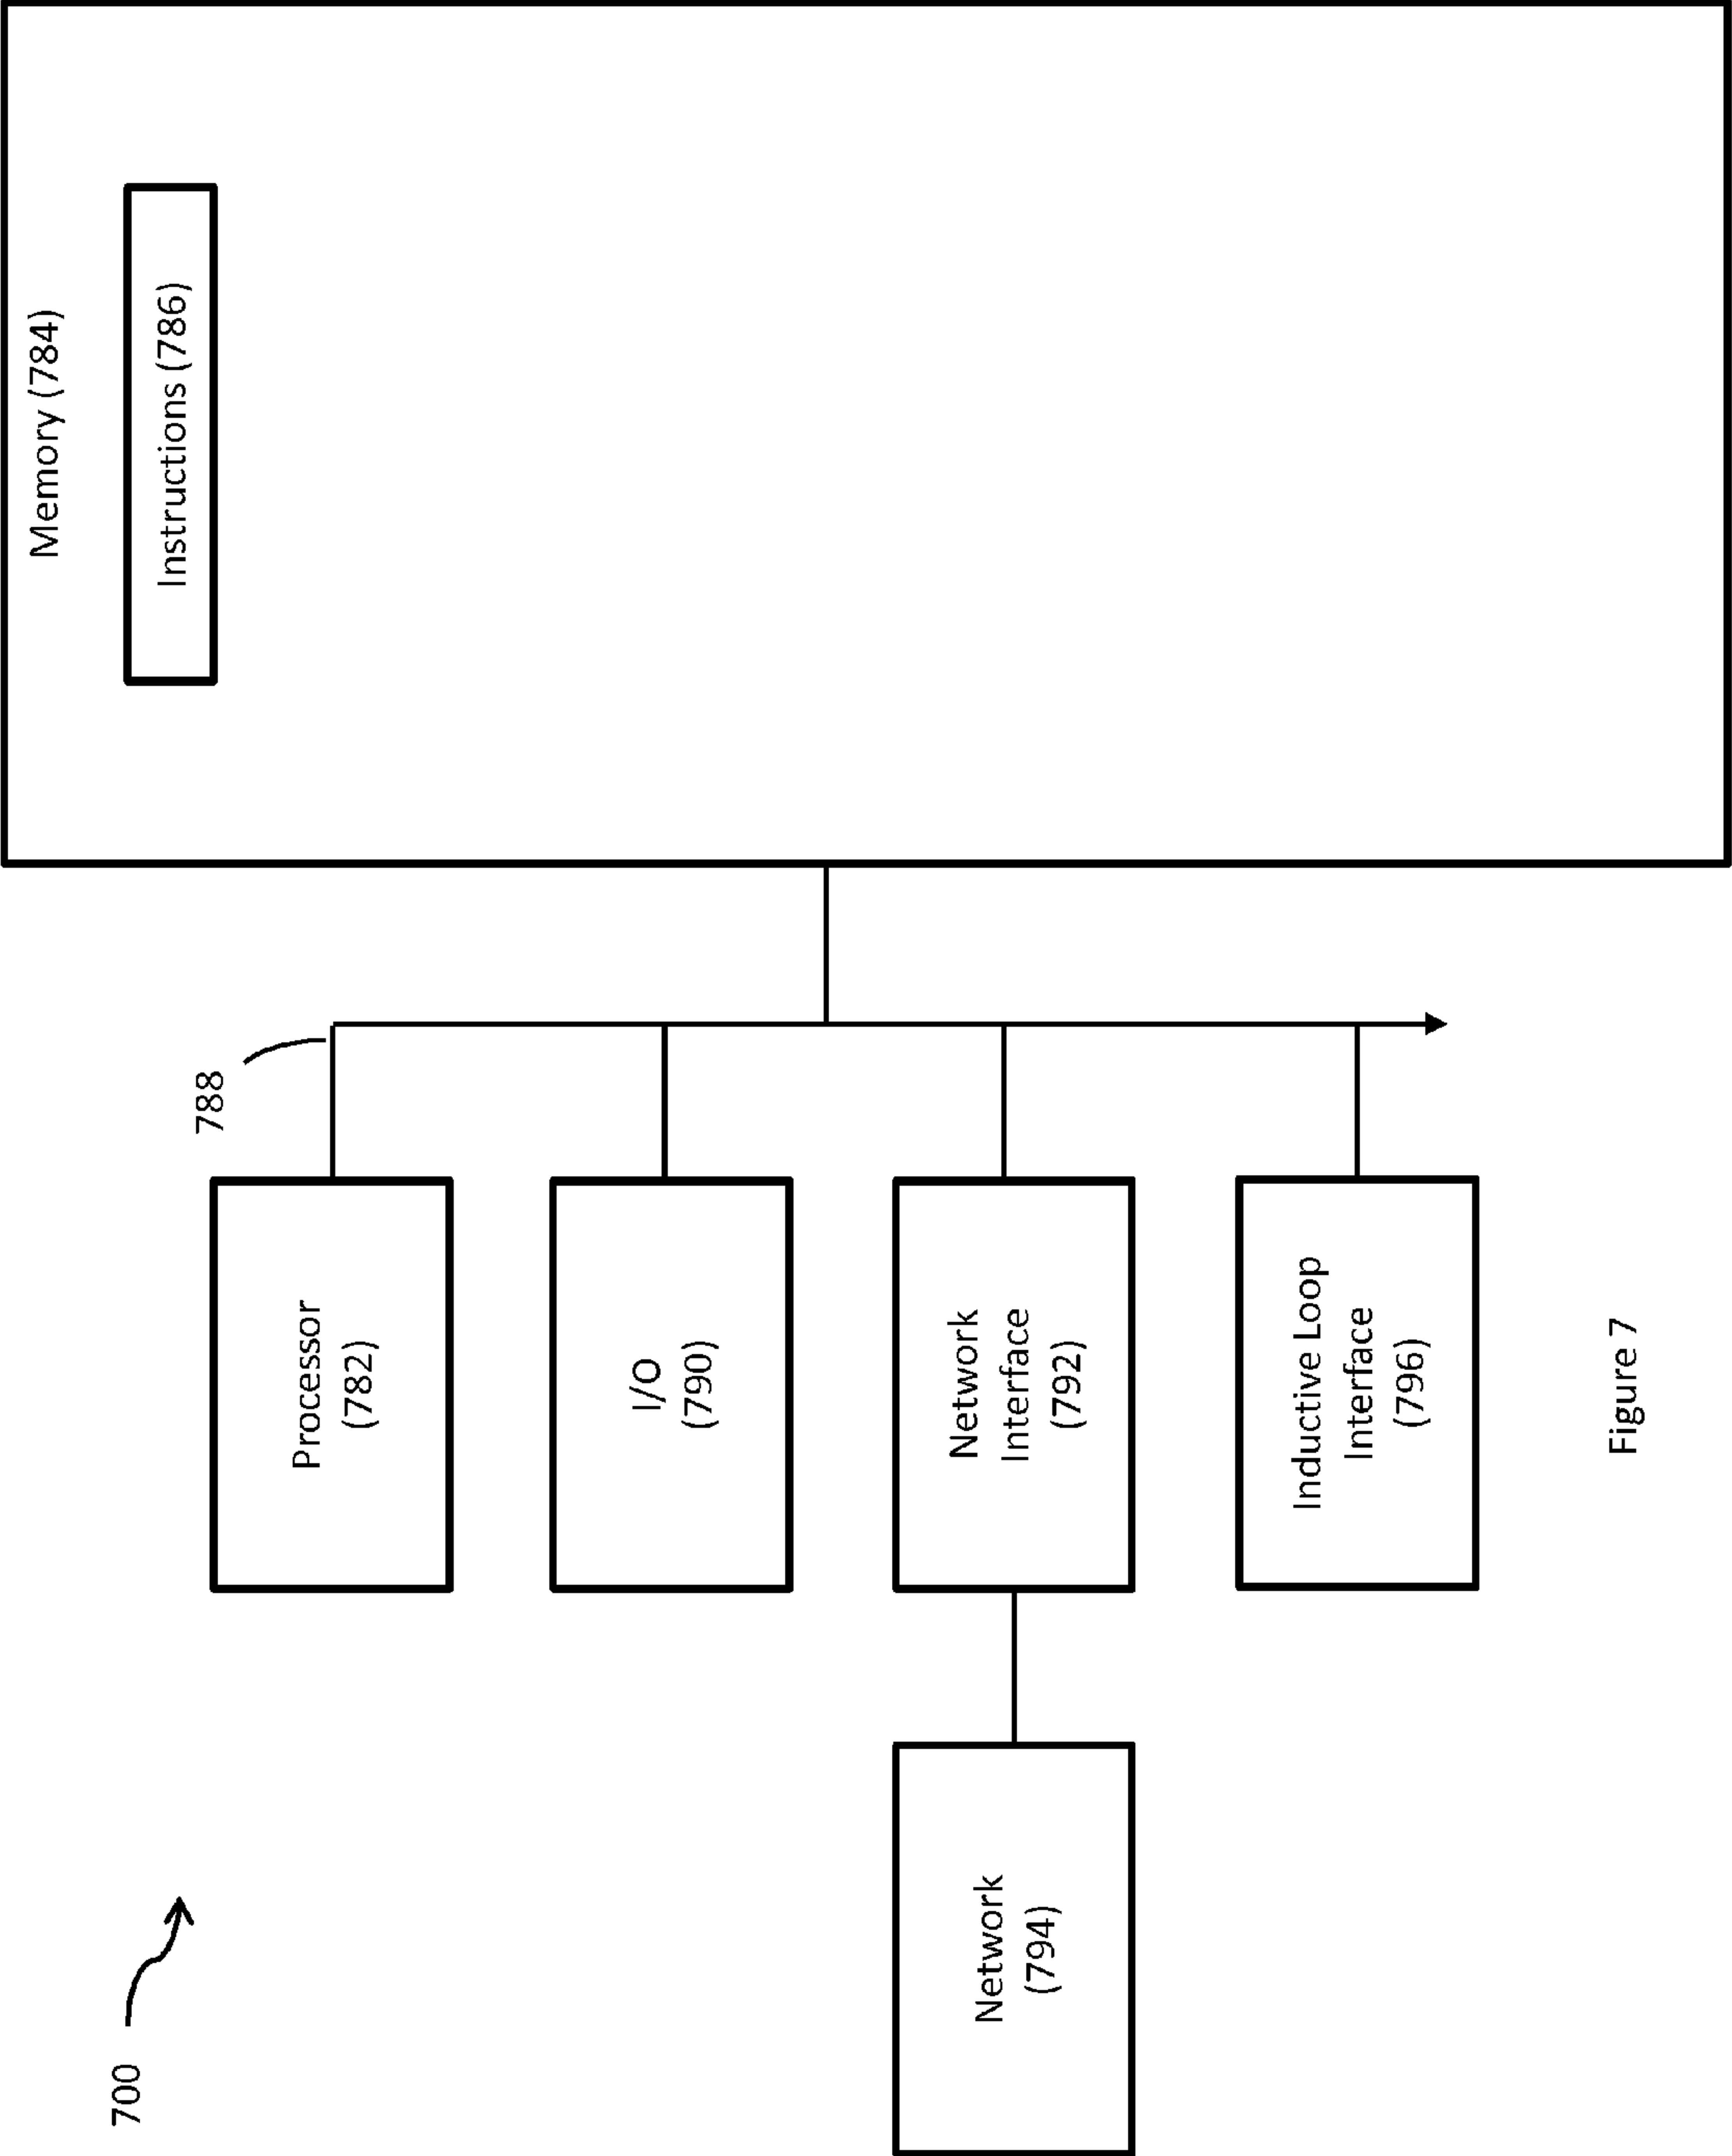 700
788
Memory (784)
Instructions (786)
Processor
(782)
I/O
(790)
Network
(794)
Network
Interface
(792)
Inductive Loop
Interface
(796)
Figure 7